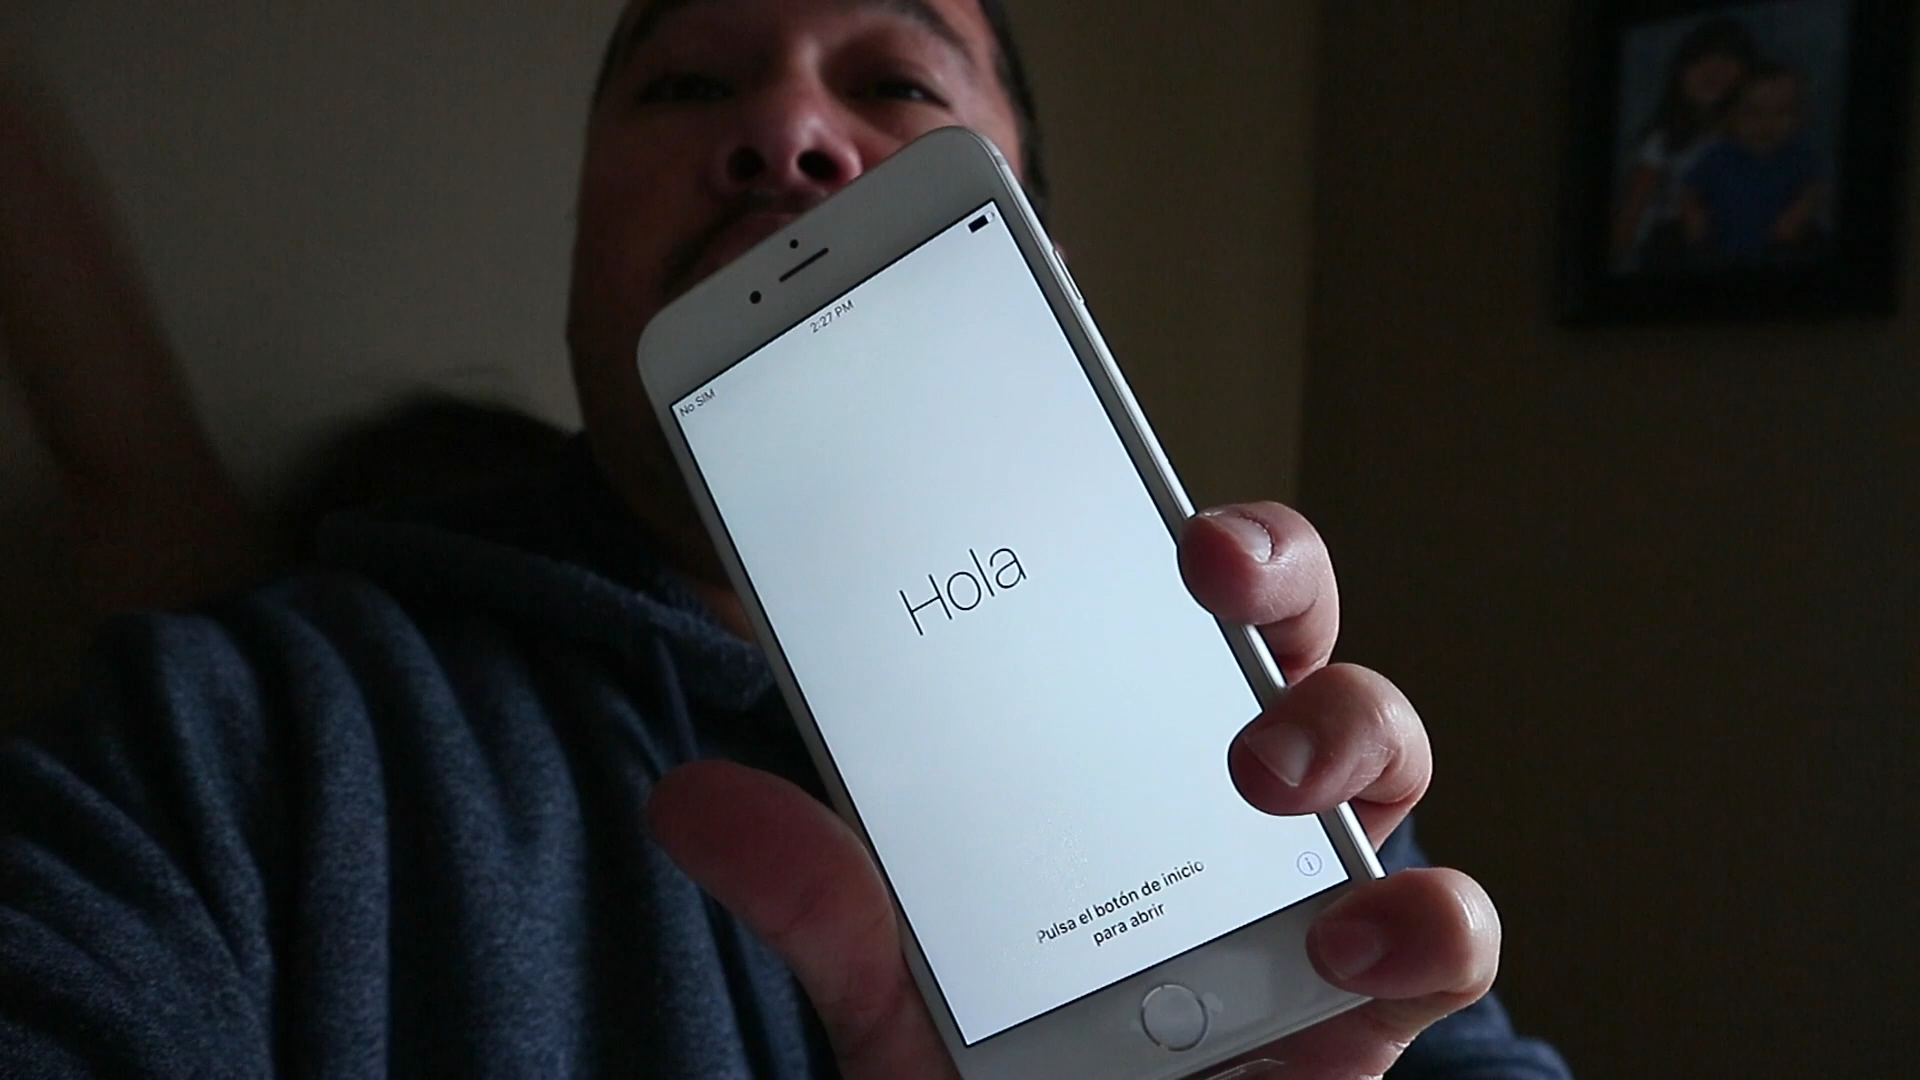 No SIM
2:27 PM
Hola
Pulsa el botón de inicio
para abrir